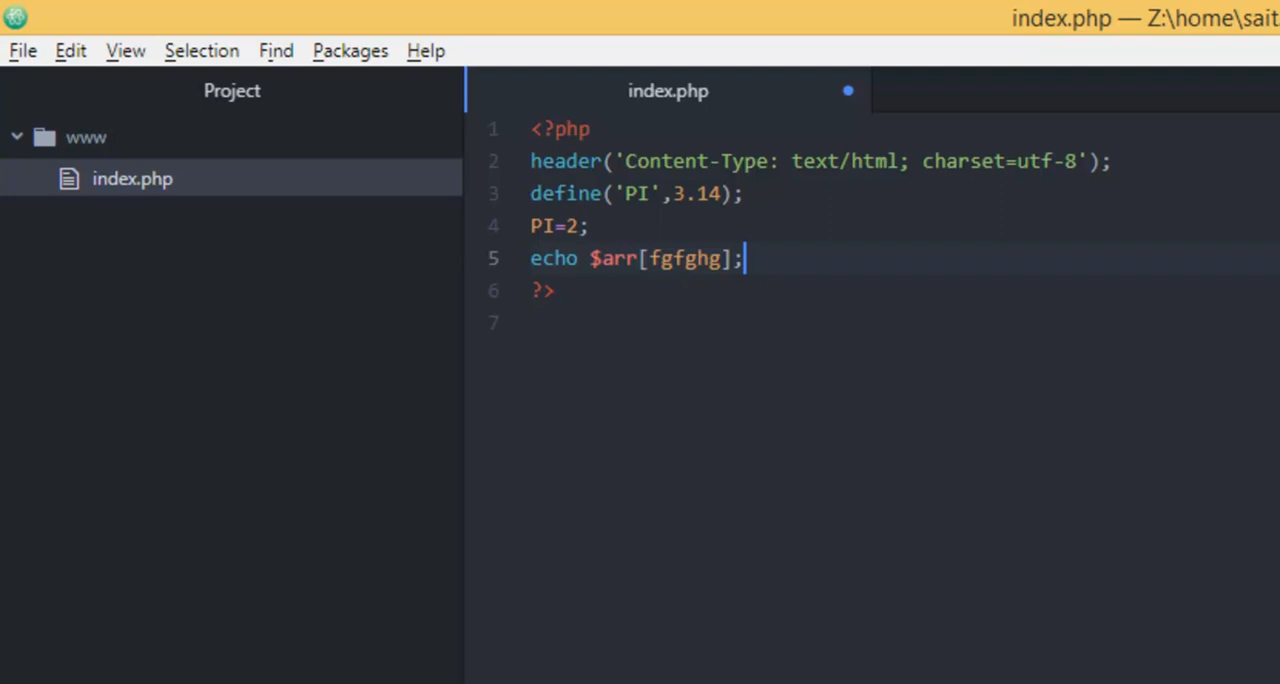 index.php — Z:\home\sait
File Edit View Selection Find Packages Help
Project
index.php
www
index.php
1 <?php
2 header('Content-Type: text/html; charset=utf-8');
3 define('PI',3.14);
4 PI=2;
5 echo $arr[fgfghg];
6 ?>
7